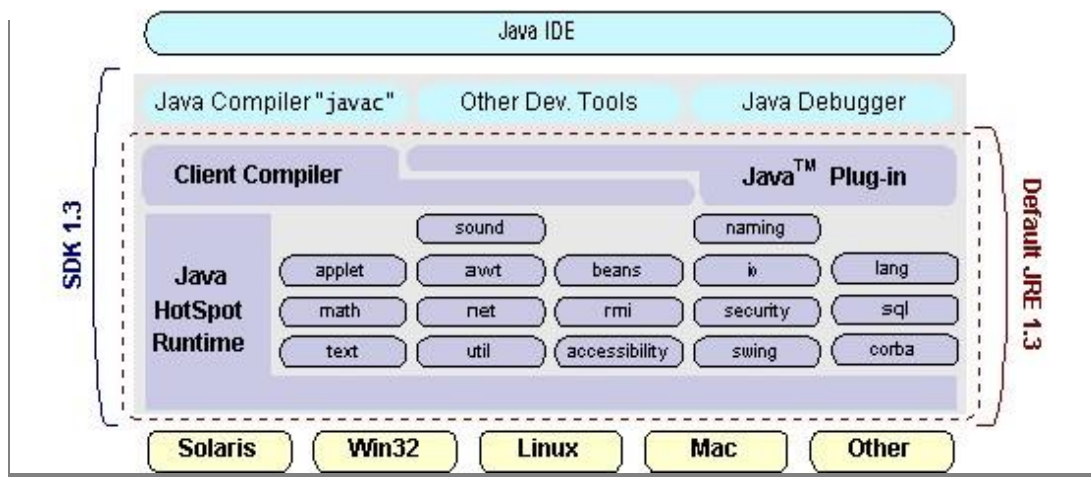 Java IDE
Java Compiler "javac" Other Dev. Tools Java Debugger
Client Compiler Java™ Plug-in
SDK 1.3
Default JRE 1.3
Java
HotSpot
Runtime
sound naming
applet awt beans io lang
math net rmi security sql
text util accessibility swing corba
Solaris Win32 Linux Mac Other